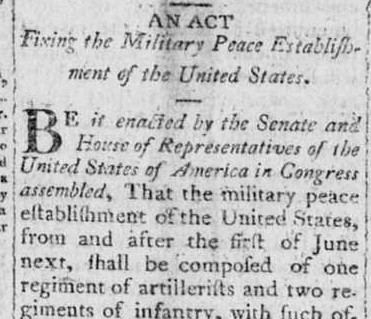 AN ACT
Fixing the Military Peace Eſtabliſh-
ment of the United States.
BE it enacted by the Senate and
Houſe of Repreſentatives of the
United States of America in Congreſs
aſſembled, That the military peace
eſtabliſhment of the United States,
from and after the firſt of June
next, ſhall be compoſed of one
regiment of artilleriſts and two re-
giments of infantry, with ſuch of-